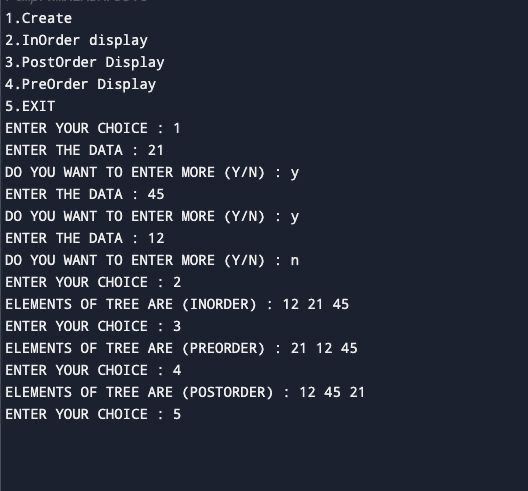 1.Create
2.InOrder display
3.PostOrder Display
4.PreOrder Display
5.EXIT
ENTER YOUR CHOICE : 1
ENTER THE DATA : 21
DO YOU WANT TO ENTER MORE (Y/N) : y
ENTER THE DATA : 45
DO YOU WANT TO ENTER MORE (Y/N) : y
ENTER THE DATA : 12
DO YOU WANT TO ENTER MORE (Y/N) : n
ENTER YOUR CHOICE : 2
ELEMENTS OF TREE ARE (INORDER) : 12 21 45
ENTER YOUR CHOICE : 3
ELEMENTS OF TREE ARE (PREORDER) : 21 12 45
ENTER YOUR CHOICE : 4
ELEMENTS OF TREE ARE (POSTORDER) : 12 45 21
ENTER YOUR CHOICE : 5